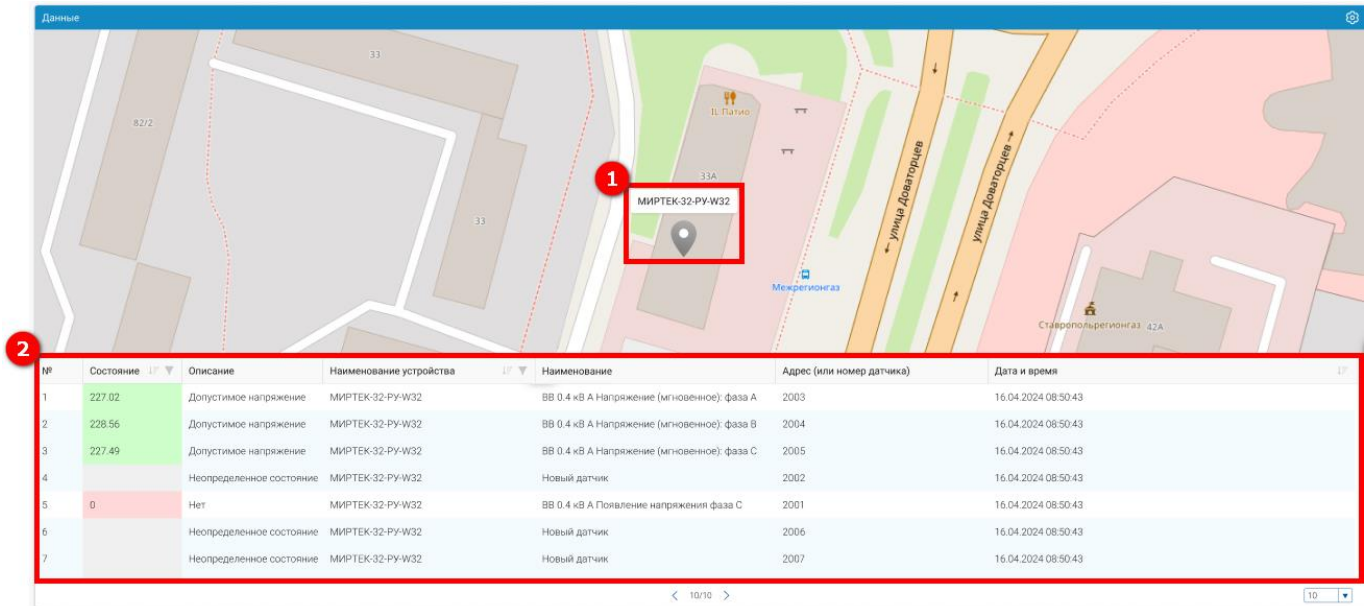 Данные
33
82/2
IL Патио
33А
1
МИРТЕК-32-РУ-W32
33
← улица Доваторцев
улица Доваторцев →
Межрегионгаз
Ставропольрегионгаз 42А
2
№ Состояние Описание Наименование устройства Наименование Адрес (или номер датчика) Дата и время
1 227.02 Допустимое напряжение МИРТЕК-32-РУ-W32 ВВ 0.4 кВ А Напряжение (мгновенное): фаза А 2003 16.04.2024 08:50:43
2 228.56 Допустимое напряжение МИРТЕК-32-РУ-W32 ВВ 0.4 кВ А Напряжение (мгновенное): фаза В 2004 16.04.2024 08:50:43
3 227.49 Допустимое напряжение МИРТЕК-32-РУ-W32 ВВ 0.4 кВ А Напряжение (мгновенное): фаза С 2005 16.04.2024 08:50:43
4 Неопределенное состояние МИРТЕК-32-РУ-W32 Новый датчик 2002 16.04.2024 08:50:43
5 0 Нет МИРТЕК-32-РУ-W32 ВВ 0.4 кВ А Появление напряжения фаза С 2001 16.04.2024 08:50:43
6 Неопределенное состояние МИРТЕК-32-РУ-W32 Новый датчик 2006 16.04.2024 08:50:43
7 Неопределенное состояние МИРТЕК-32-РУ-W32 Новый датчик 2007 16.04.2024 08:50:43
10/10
10